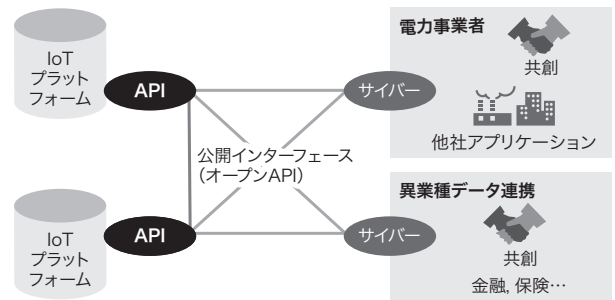 IoT
プラット
フォーム
API
サイバー
電力事業者
共創
他社アプリケーション
公開インターフェース
（オープンAPI）
IoT
プラット
フォーム
API
サイバー
異業種データ連携
共創
金融, 保険…